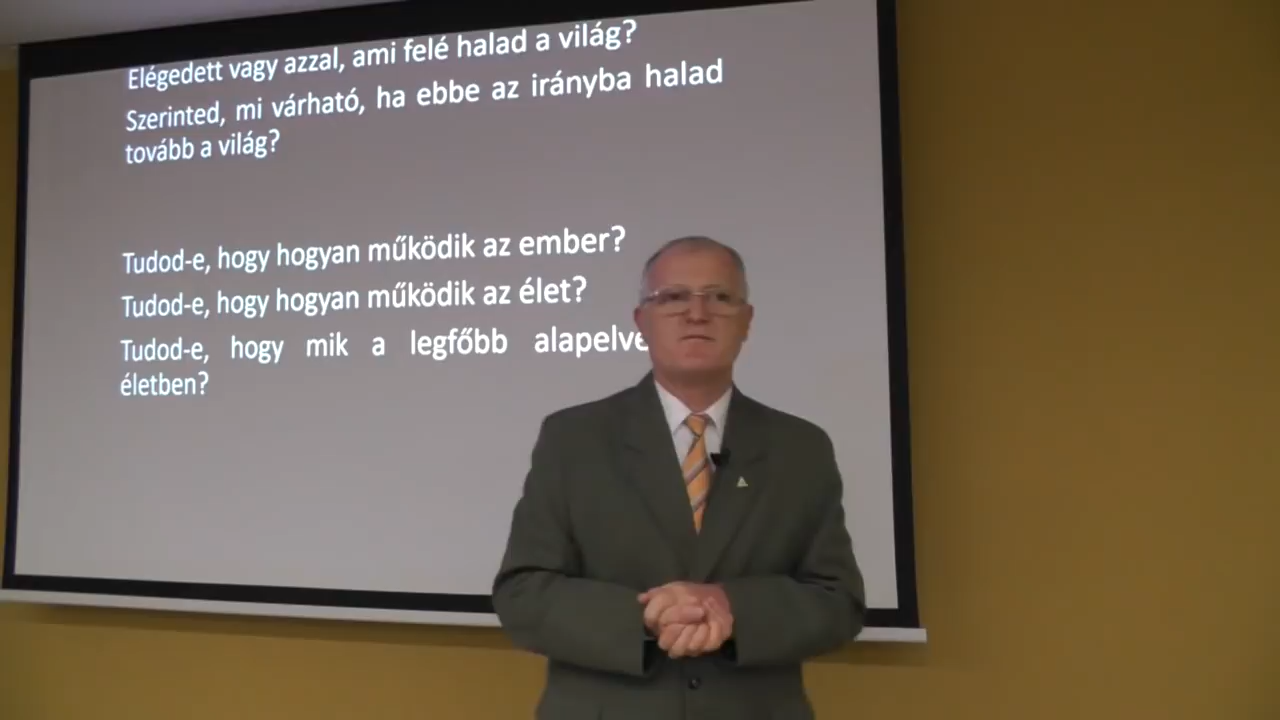 Elégedett vagy azzal, ami felé halad a világ?
Szerinted, mi várható, ha ebbe az irányba halad
tovább a világ?
Tudod-e, hogy hogyan működik az ember?
Tudod-e, hogy hogyan működik az élet?
Tudod-e, hogy mik a legfőbb
életben?